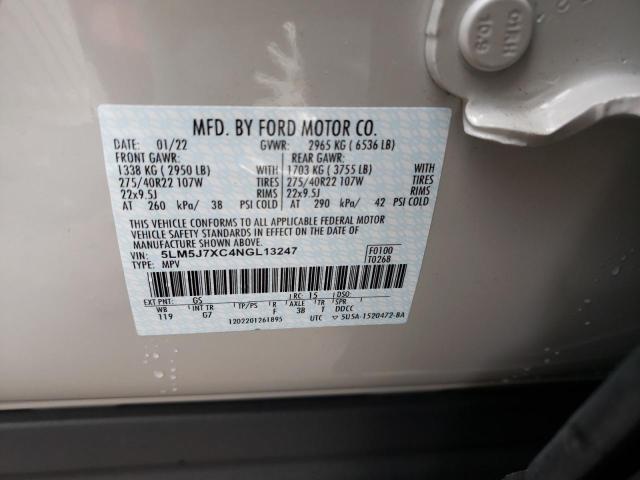 GIRH
10.9
MFD. BY FORD MOTOR CO.
DATE: 01/22 GVWR: 2965 KG ( 6536 LB)
FRONT GAWR: REAR GAWR:
1338 KG ( 2950 LB) WITH 1703 KG ( 3755 LB) WITH
275/40R22 107W TIRES 275/40R22 107W TIRES
22x9.5J RIMS 22x9.5J RIMS
AT 260 kPa/ 38 PSI COLD AT 290 kPa/ 42 PSI COLD
THIS VEHICLE CONFORMS TO ALL APPLICABLE FEDERAL MOTOR
VEHICLE SAFETY STANDARDS IN EFFECT ON THE DATE OF
MANUFACTURE SHOWN ABOVE.
VIN: 5LM5J7XC4NGL13247 F0100
TYPE: MPV T0268
EXT PNT: GS RC: 15 DSO:
WB INT TR TP/PS R AXLE TR SPR
119 G7 F 38 T DDCC
1202201261895 UTC ▽ 5U5A-1520472-BA